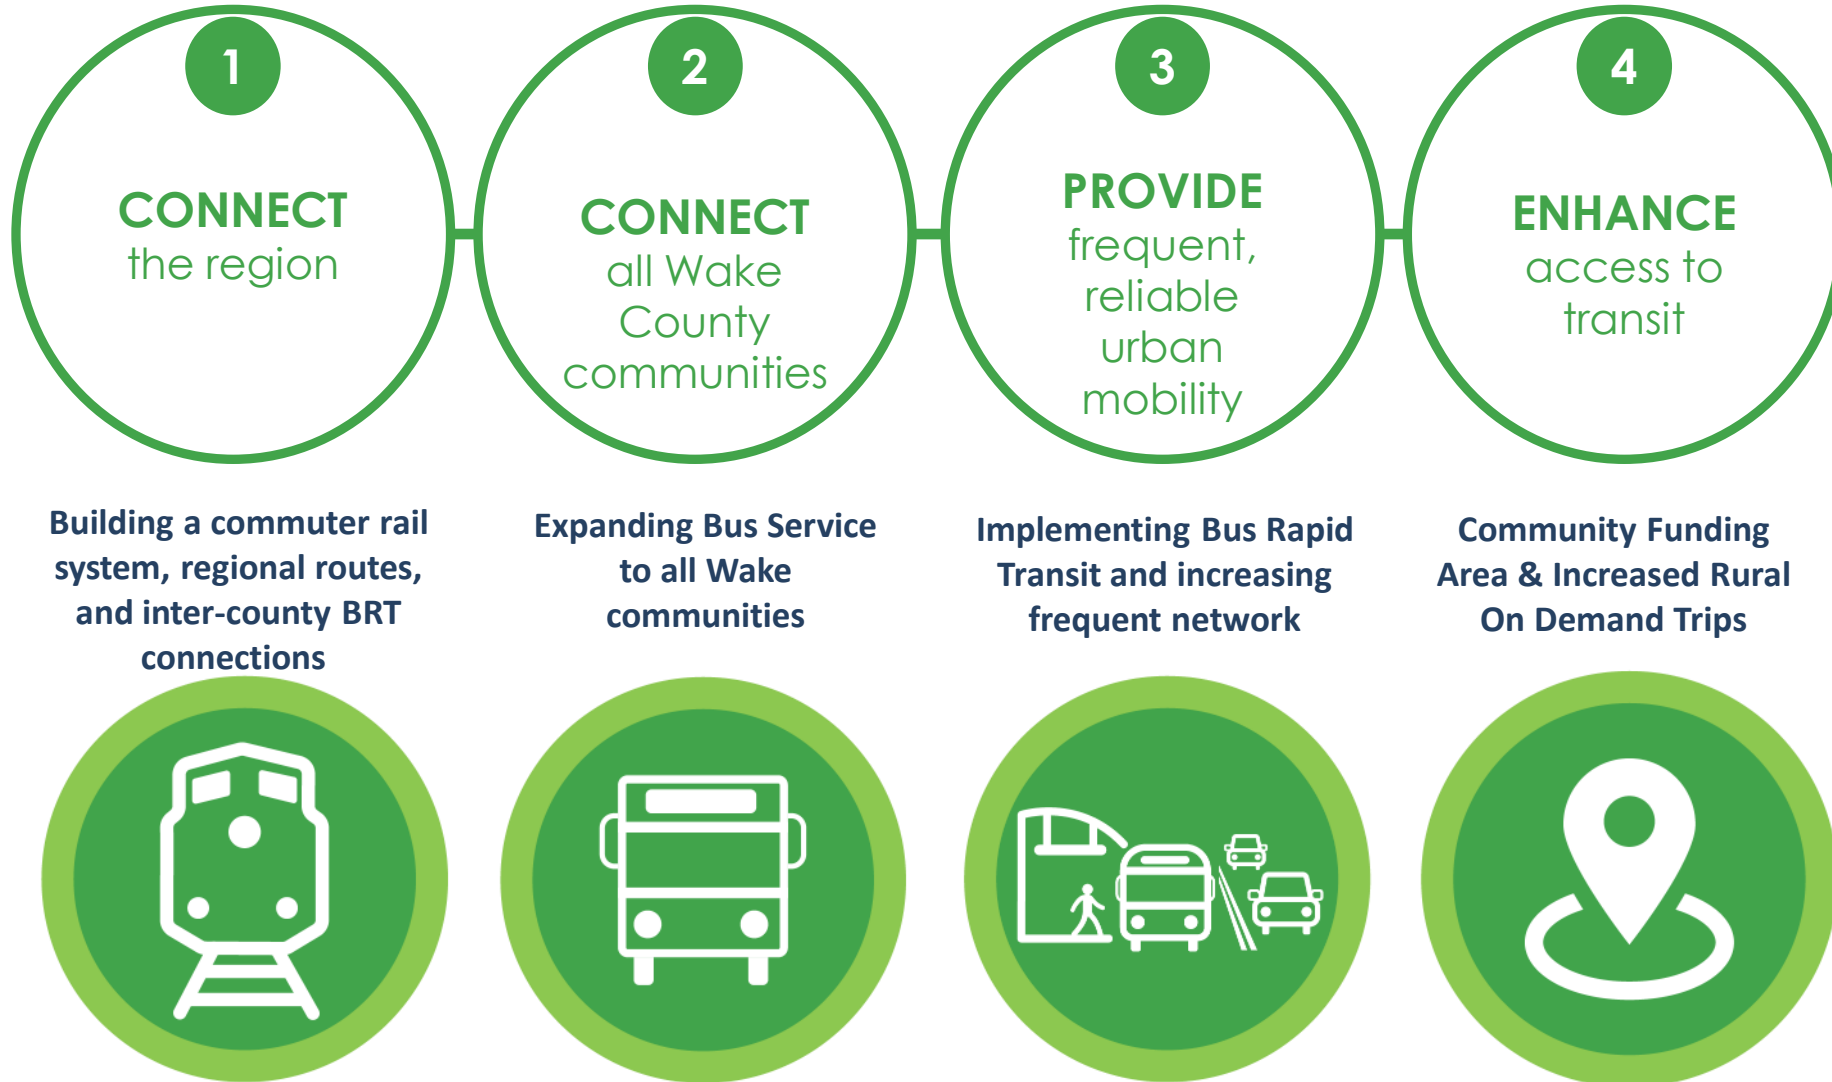 1
CONNECT
the region
Building a commuter rail
system, regional routes,
and inter-county BRT
connections
2
CONNECT
all Wake
County
communities
Expanding Bus Service
to all Wake
communities
3
PROVIDE
frequent,
reliable
urban
mobility
Implementing Bus Rapid
Transit and increasing
frequent network
4
ENHANCE
access to
transit
Community Funding
Area & Increased Rural
On Demand Trips